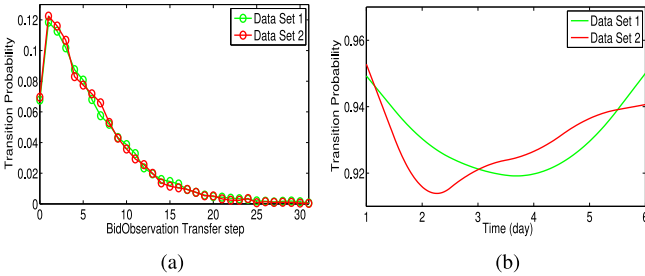 0.12
0.1
0.08
0.06
0.04
0.02
0
Transition Probability
Data Set 1
Data Set 2
0 5 10 15 20 25 30
BidObservation Transfer step
(a)
0.96
0.94
0.92
Transition Probability
Data Set 1
Data Set 2
1 2 3 4 5 6
Time (day)
(b)